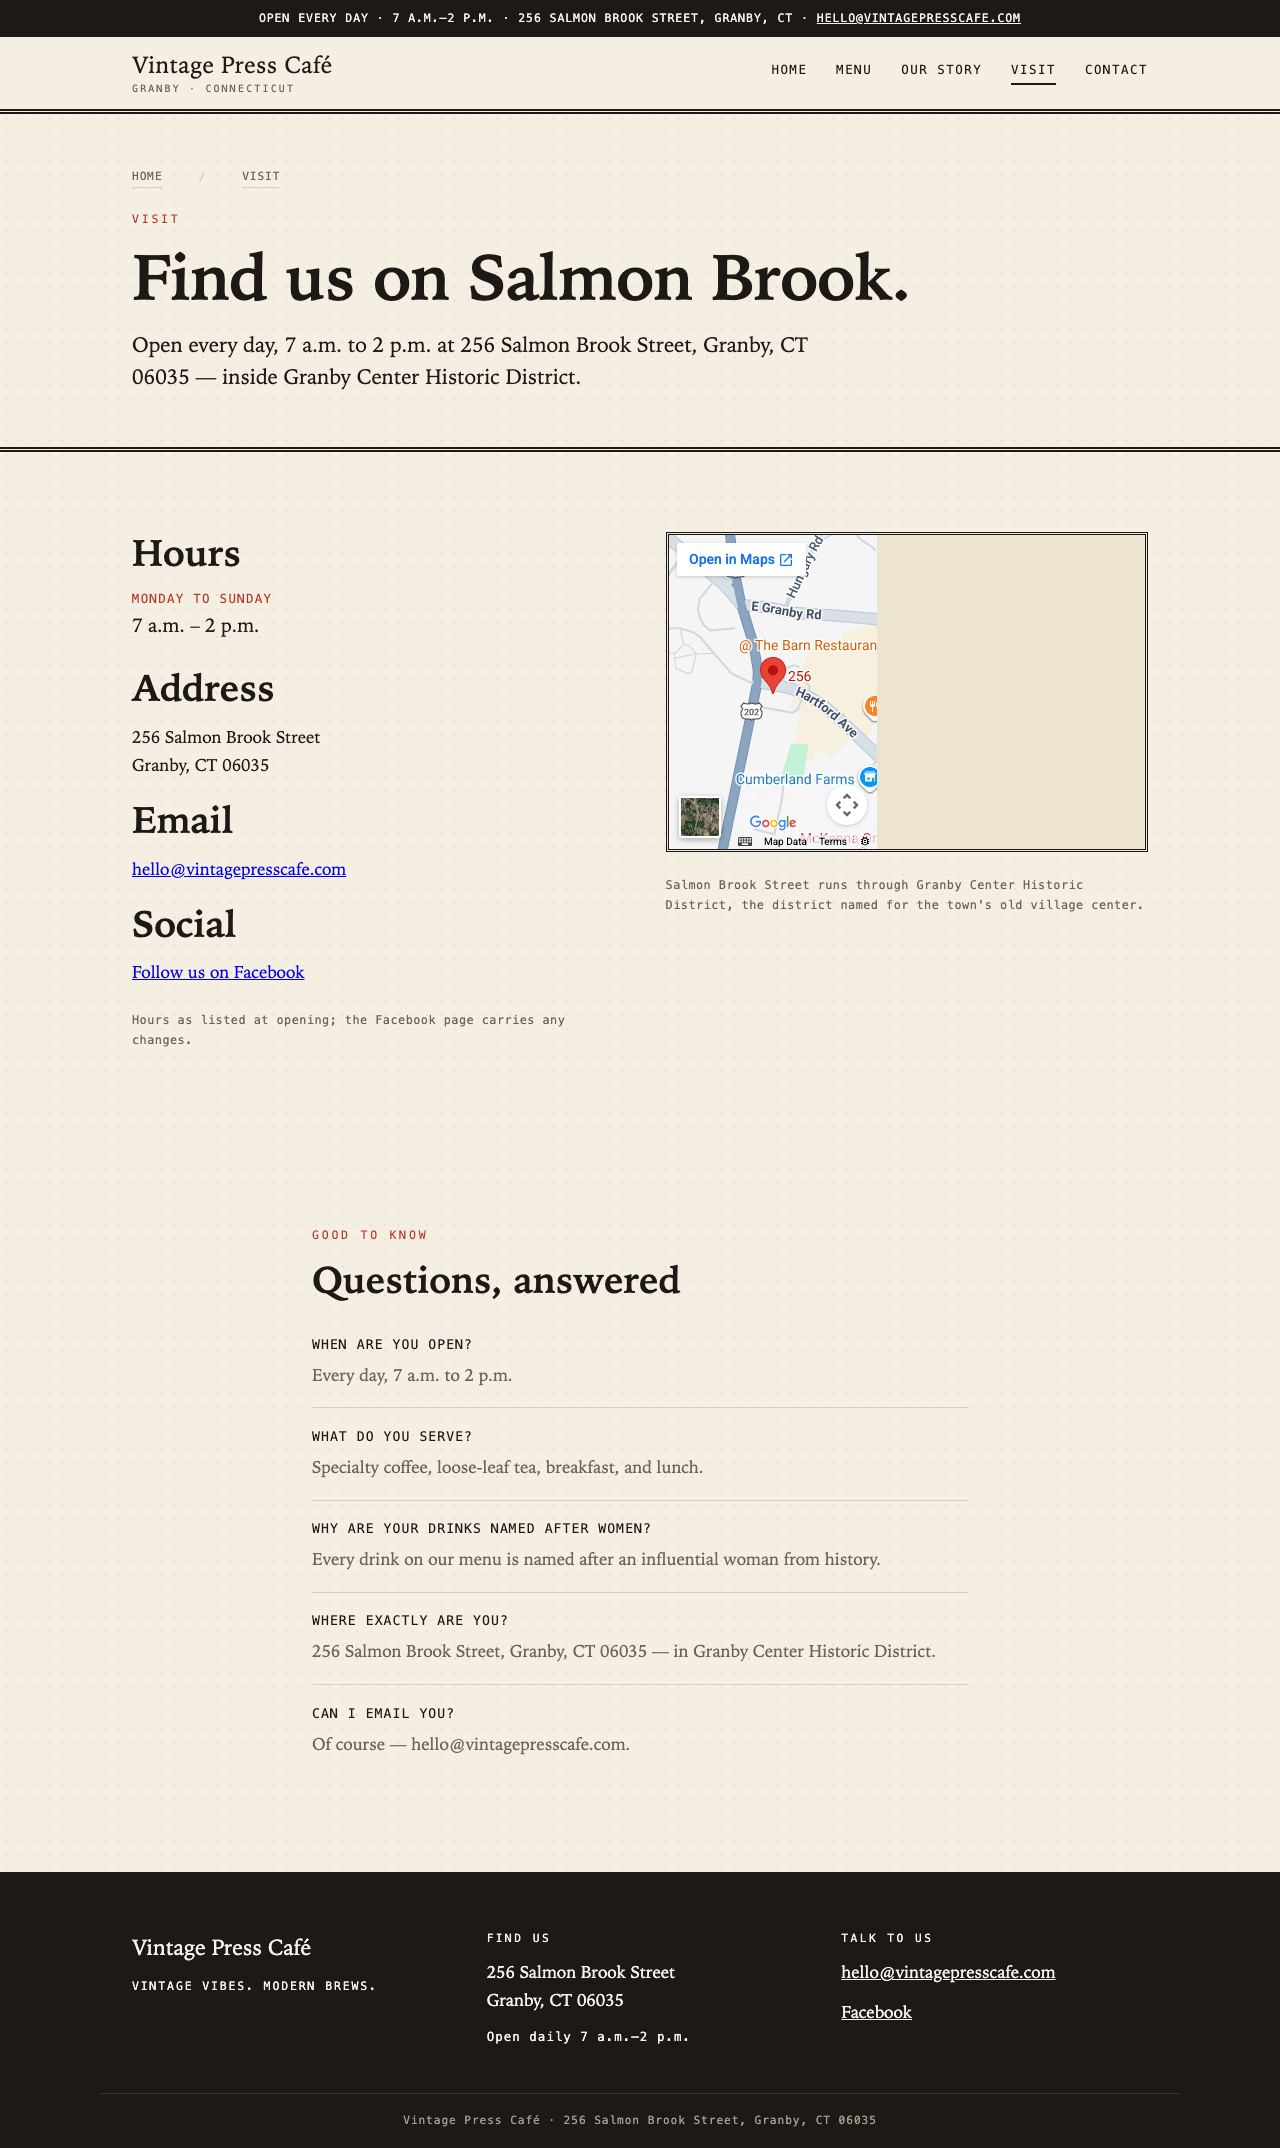 OPEN EVERY DAY · 7 A.M.–2 P.M. · 256 SALMON BROOK STREET, GRANBY, CT · HELLO@VINTAGEPRESSCAFE.COM
Vintage Press Café
GRANBY · CONNECTICUT
HOME MENU OUR STORY VISIT CONTACT
HOME / VISIT
VISIT
Find us on Salmon Brook.
Open every day, 7 a.m. to 2 p.m. at 256 Salmon Brook Street, Granby, CT
06035 — inside Granby Center Historic District.
Hours
MONDAY TO SUNDAY
7 a.m. – 2 p.m.
Address
256 Salmon Brook Street
Granby, CT 06035
Email
hello@vintagepresscafe.com
Social
Follow us on Facebook
Hours as listed at opening; the Facebook page carries any
changes.
Open in Maps
E Granby Rd
@ The Barn Restauran
256
Hartford Ave
202
Cumberland Farms
Google
Map Data Terms
Salmon Brook Street runs through Granby Center Historic
District, the district named for the town's old village center.
GOOD TO KNOW
Questions, answered
WHEN ARE YOU OPEN?
Every day, 7 a.m. to 2 p.m.
WHAT DO YOU SERVE?
Specialty coffee, loose-leaf tea, breakfast, and lunch.
WHY ARE YOUR DRINKS NAMED AFTER WOMEN?
Every drink on our menu is named after an influential woman from history.
WHERE EXACTLY ARE YOU?
256 Salmon Brook Street, Granby, CT 06035 — in Granby Center Historic District.
CAN I EMAIL YOU?
Of course — hello@vintagepresscafe.com.
Vintage Press Café
VINTAGE VIBES. MODERN BREWS.
FIND US
256 Salmon Brook Street
Granby, CT 06035
Open daily 7 a.m.–2 p.m.
TALK TO US
hello@vintagepresscafe.com
Facebook
Vintage Press Café · 256 Salmon Brook Street, Granby, CT 06035